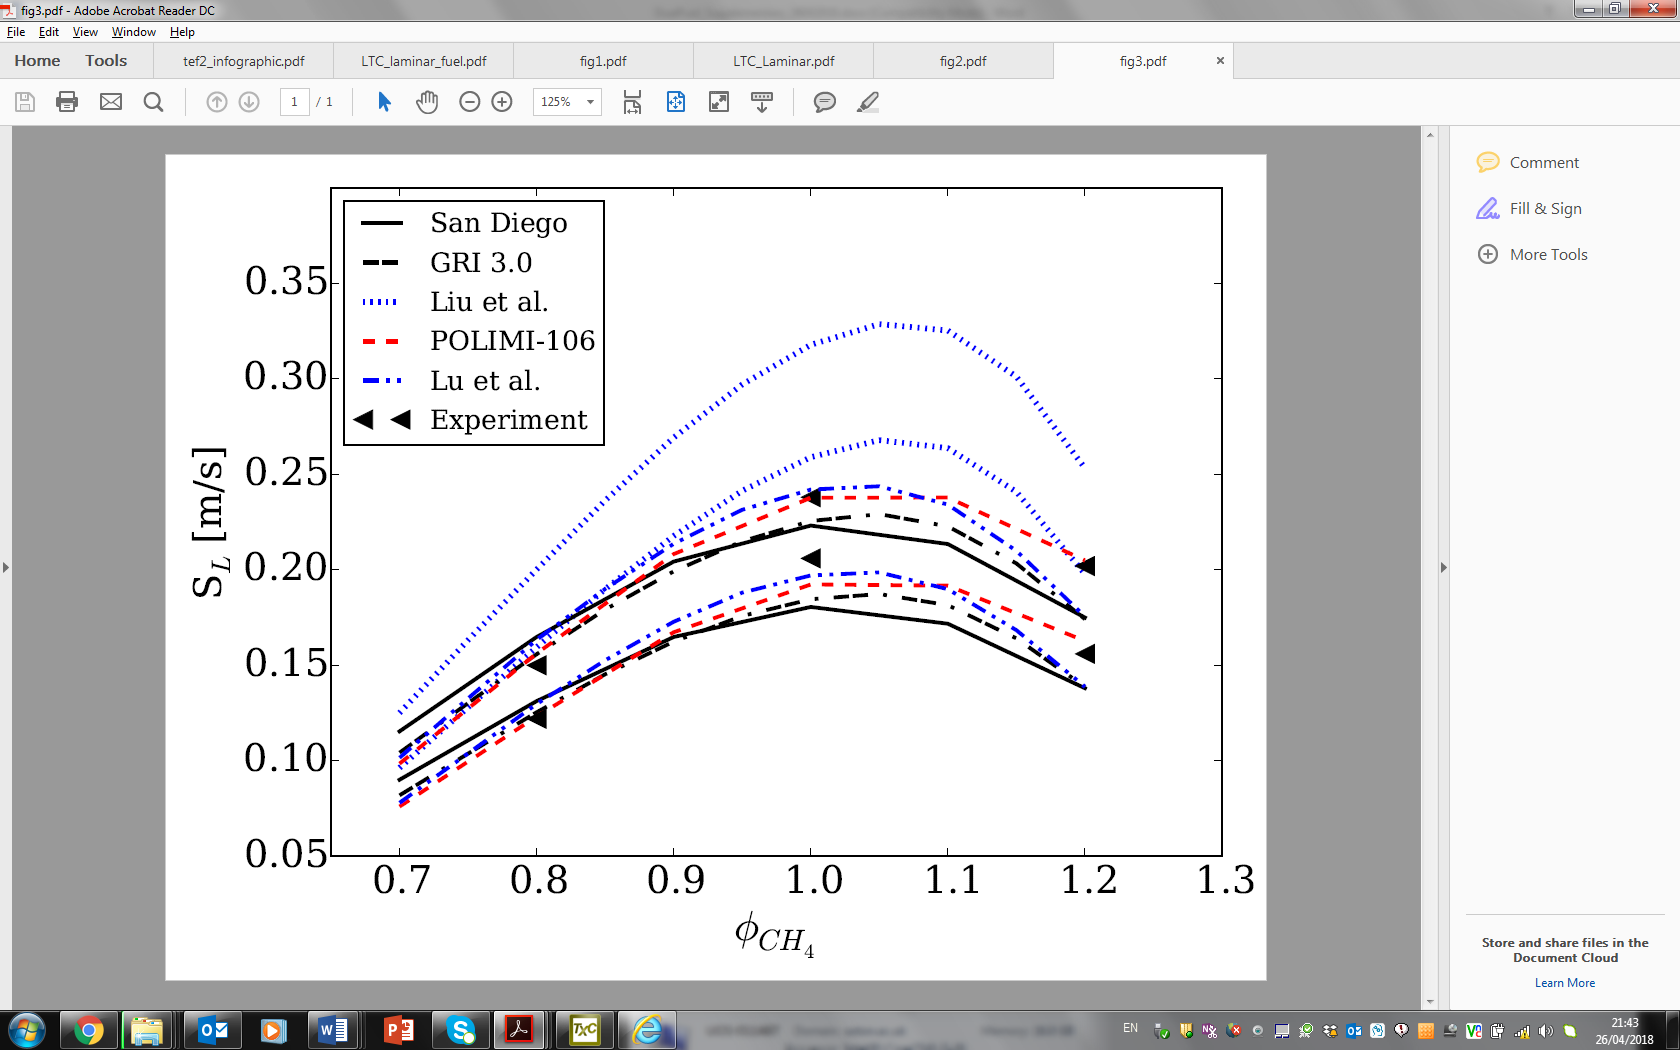 fig3.pdf - Adobe Acrobat Reader DC
File Edit View Window Help
Home Tools tef2_infographic.pdf LTC_laminar_fuel.pdf fig1.pdf LTC_Laminar.pdf fig2.pdf fig3.pdf ×
1 / 1 125%
Comment
Fill & Sign
More Tools
San Diego
GRI 3.0
Liu et al.
POLIMI-106
Lu et al.
Experiment
0.35
0.30
0.25
0.20
0.15
0.10
0.05
S_L [m/s]
0.7 0.8 0.9 1.0 1.1 1.2 1.3
ϕ_CH₄
Store and share files in the
Document Cloud
Learn More
EN
21:43
26/04/2018